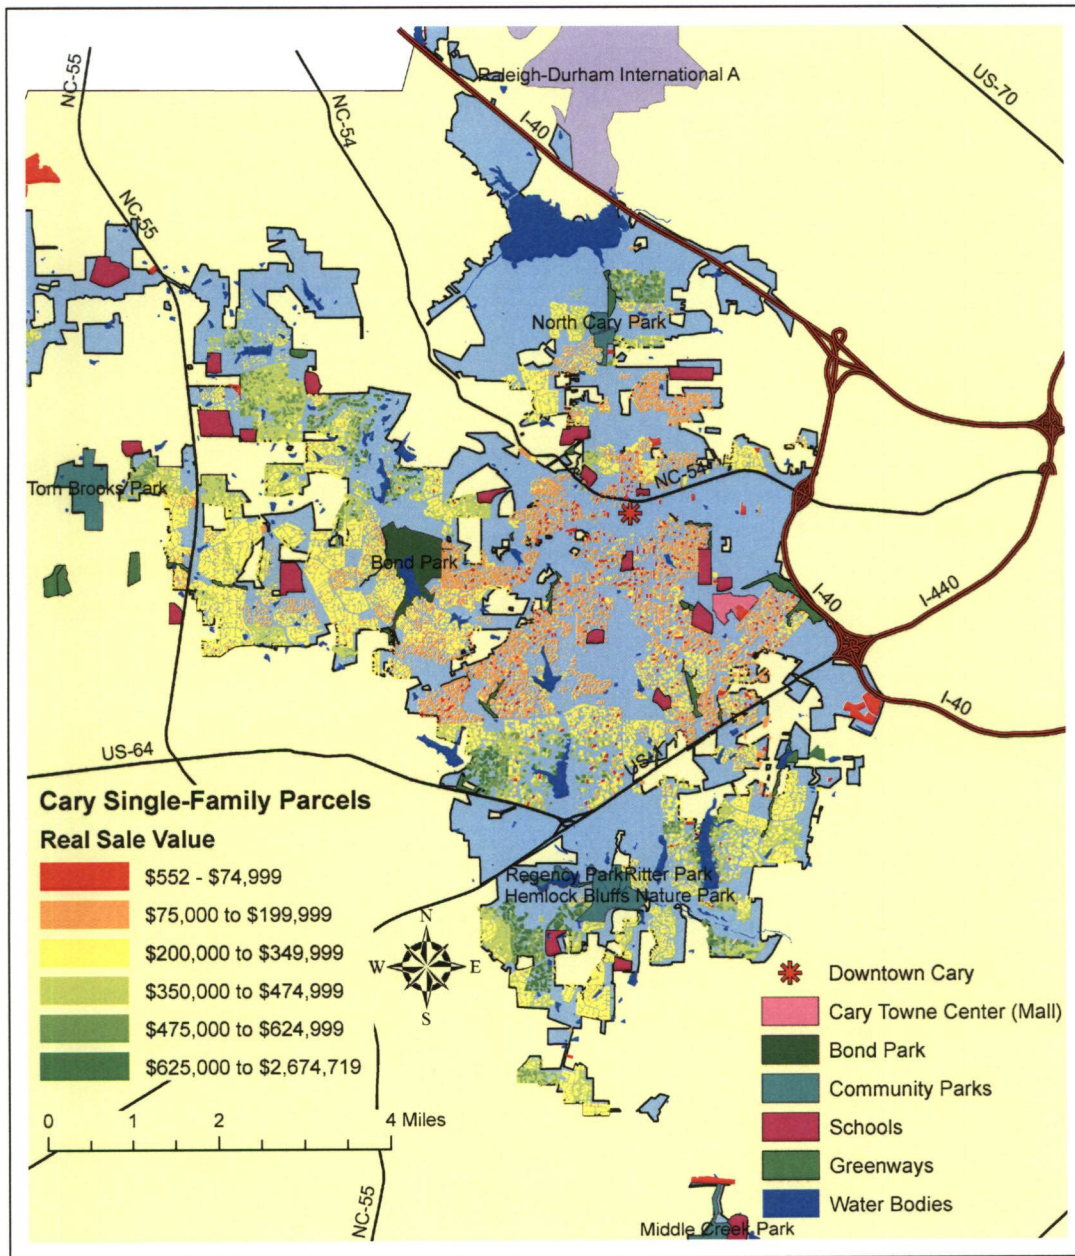 Raleigh-Durham International A
US-70
NC-55
NC-54
I-40
NC-55
North Cary Park
NC-54
Tom Brooks Park
Bond Park
I-40
I-440
I-40
US-64
US-1
Cary Single-Family Parcels
Real Sale Value
$552 - $74,999
$75,000 to $199,999
$200,000 to $349,999
$350,000 to $474,999
$475,000 to $624,999
$625,000 to $2,674,719
Regency ParkRitter Park
Hemlock Bluffs Nature Park
N
W E
S
Downtown Cary
Cary Towne Center (Mall)
Bond Park
Community Parks
Schools
Greenways
Water Bodies
0 1 2 4 Miles
NC-55
Middle Creek Park